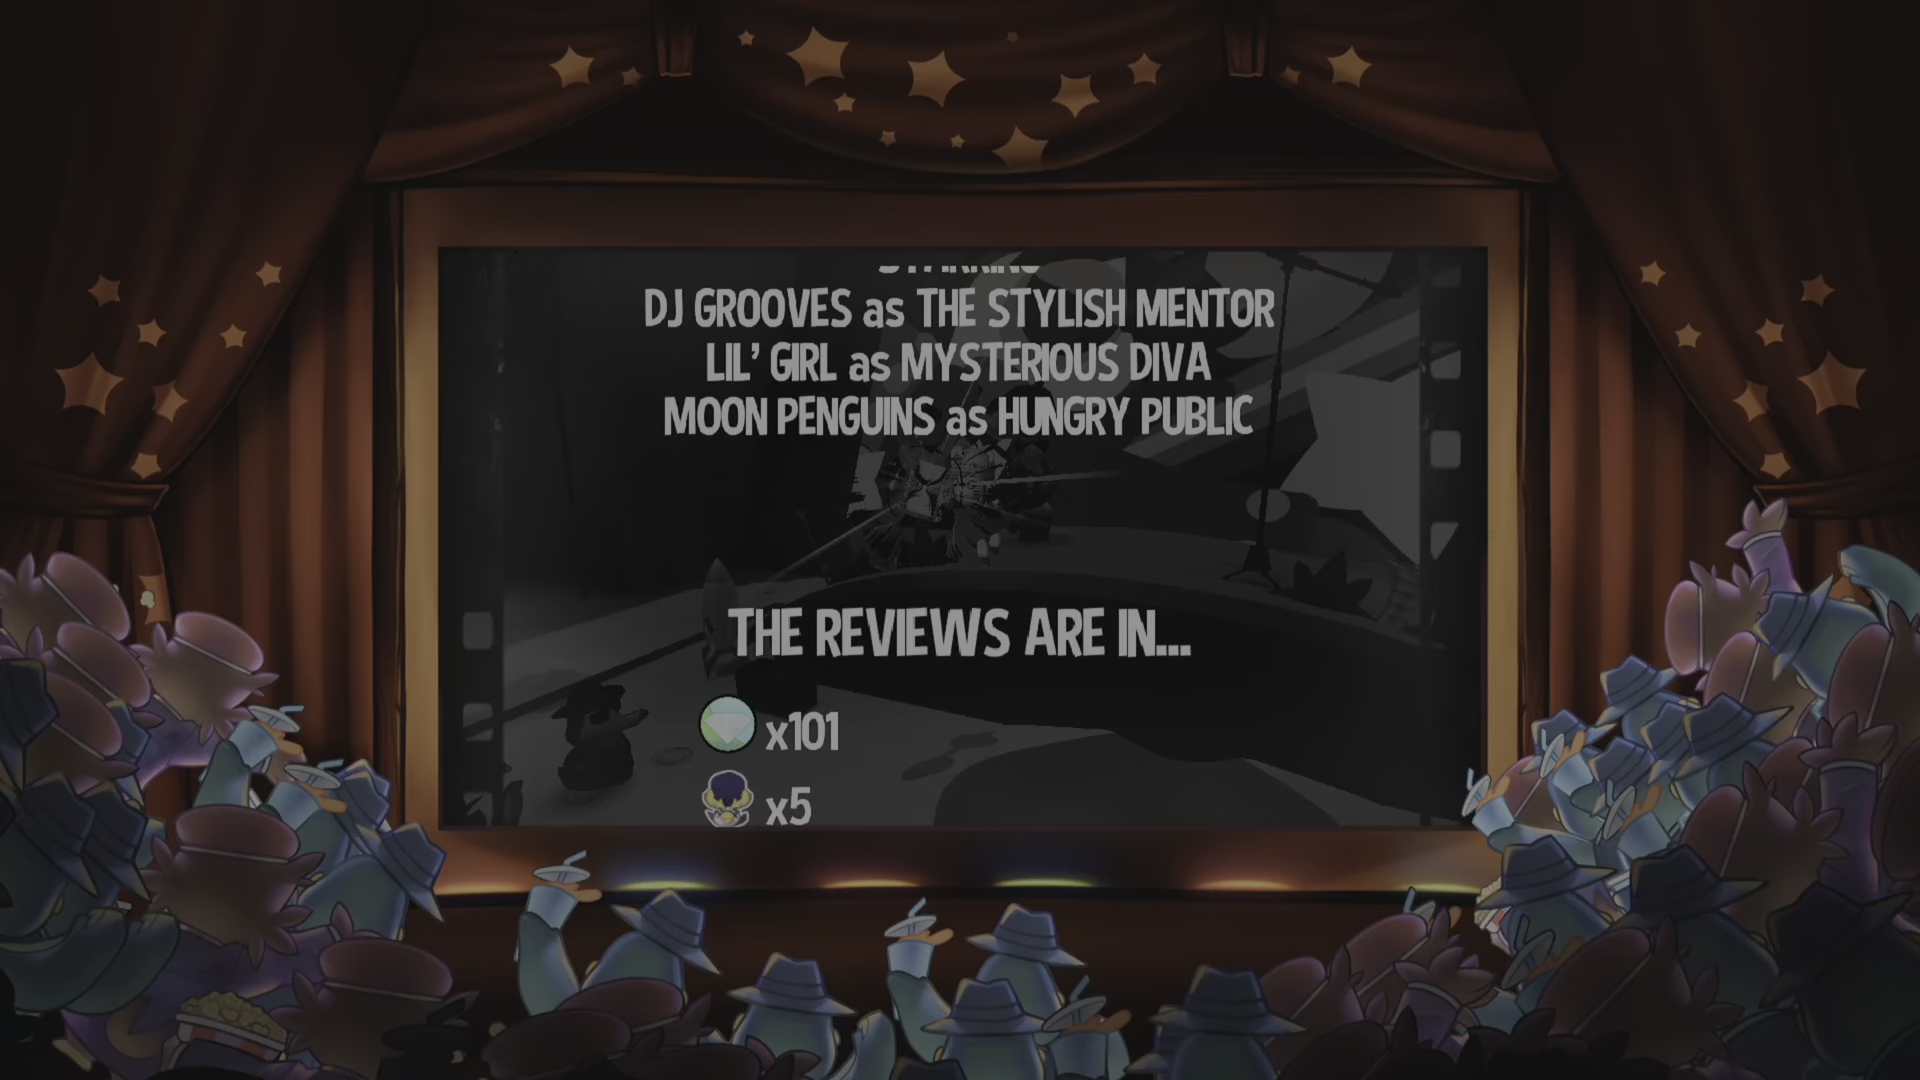 DJ GROOVES as THE STYLISH MENTOR
LIL’ GIRL as MYSTERIOUS DIVA
MOON PENGUINS as HUNGRY PUBLIC
THE REVIEWS ARE IN...
x101
x5